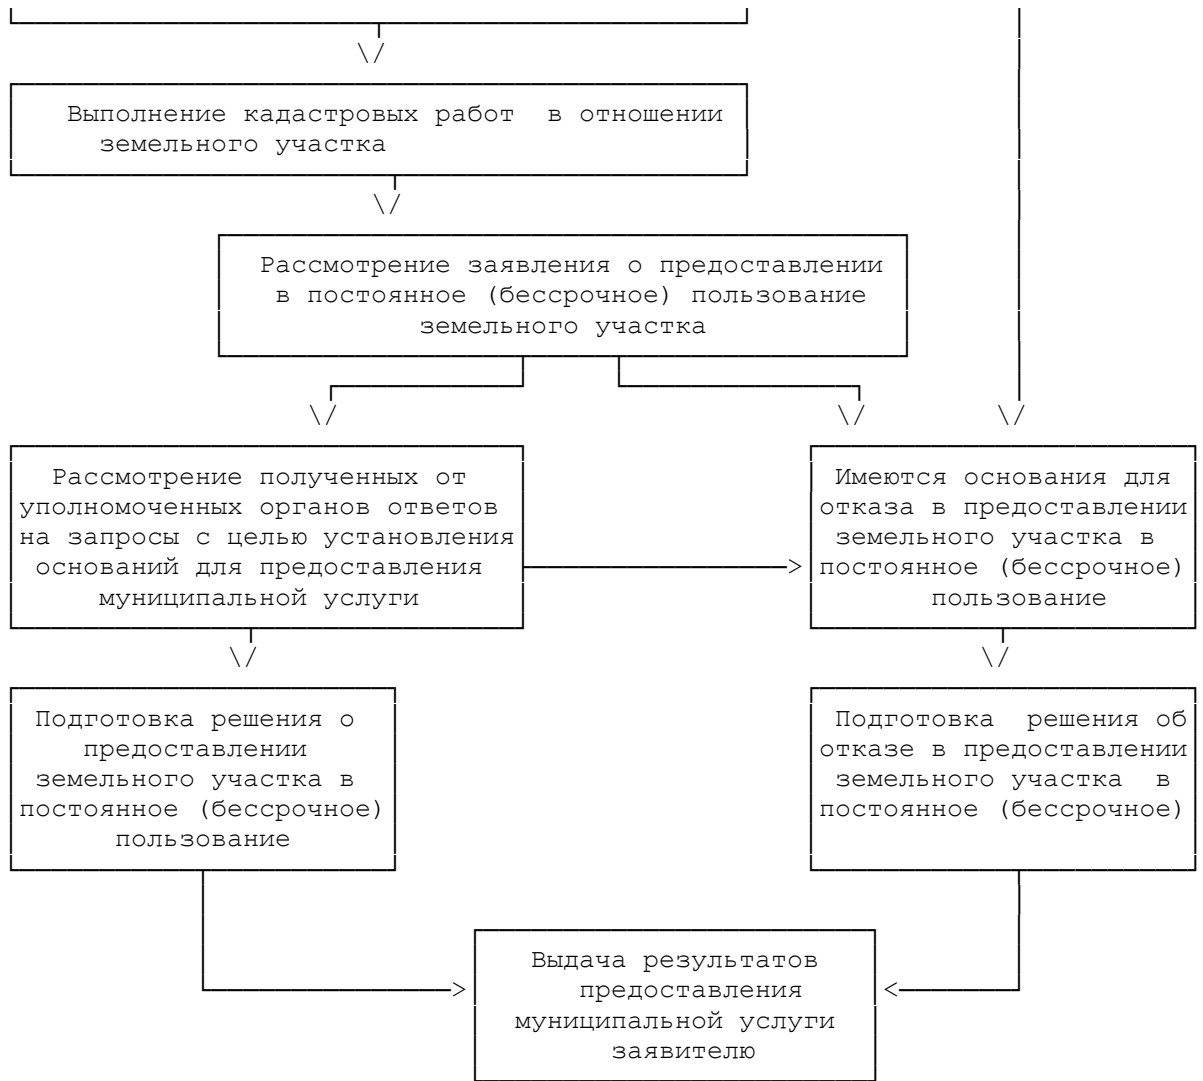 Выполнение кадастровых работ в отношении
земельного участка
Рассмотрение заявления о предоставлении
в постоянное (бессрочное) пользование
земельного участка
Рассмотрение полученных от
уполномоченных органов ответов
на запросы с целью установления
оснований для предоставления
муниципальной услуги
Имеются основания для
отказа в предоставлении
земельного участка в
постоянное (бессрочное)
пользование
Подготовка решения о
предоставлении
земельного участка в
постоянное (бессрочное)
пользование
Подготовка решения об
отказе в предоставлении
земельного участка в
постоянное (бессрочное)
Выдача результатов
предоставления
муниципальной услуги
заявителю